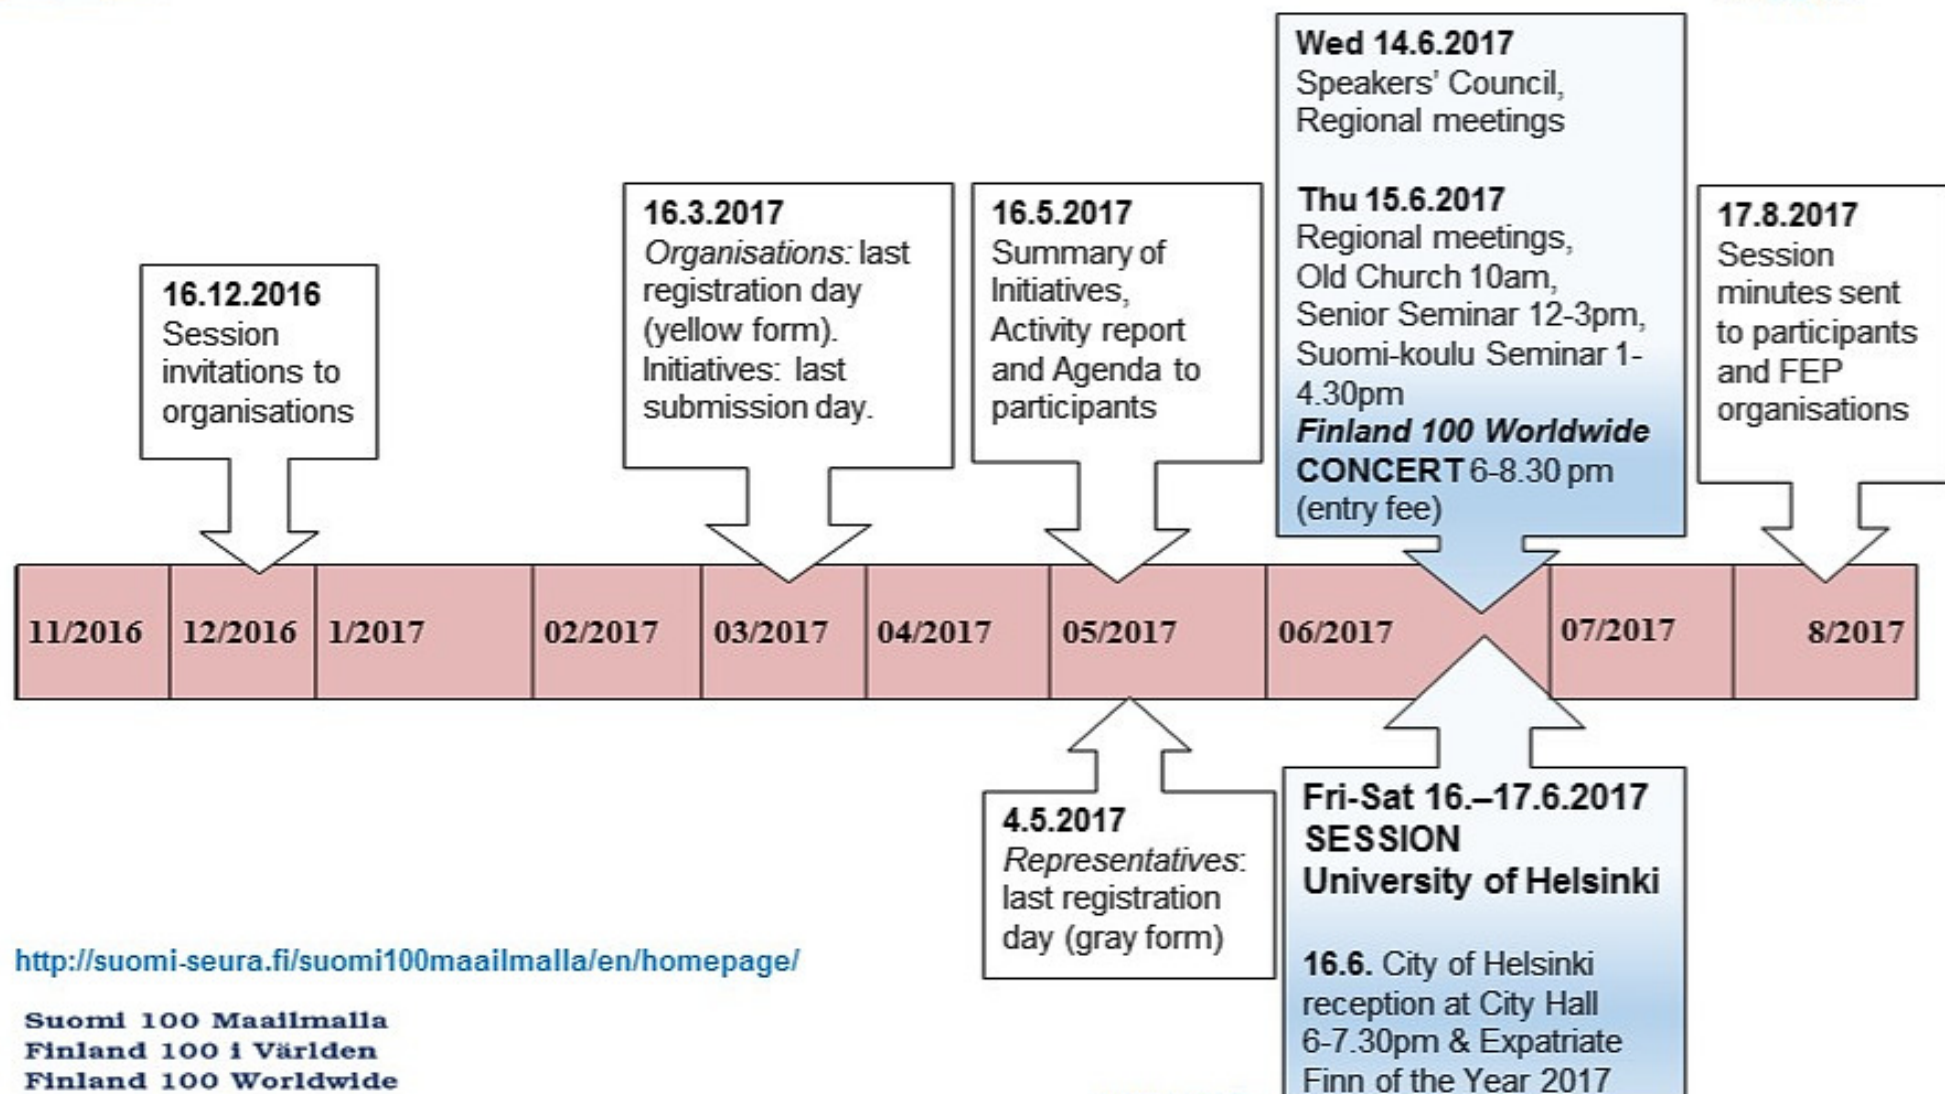 16.12.2016
Session
invitations to
organisations
16.3.2017
Organisations: last
registration day
(yellow form).
Initiatives: last
submission day.
16.5.2017
Summary of
Initiatives,
Activity report
and Agenda to
participants
Wed 14.6.2017
Speakers' Council,
Regional meetings
Thu 15.6.2017
Regional meetings,
Old Church 10am,
Senior Seminar 12-3pm,
Suomi-koulu Seminar 1-
4.30pm
Finland 100 Worldwide
CONCERT 6-8.30 pm
(entry fee)
17.8.2017
Session
minutes sent
to participants
and FEP
organisations
11/2016 12/2016 1/2017 02/2017 03/2017 04/2017 05/2017 06/2017 07/2017 8/2017
4.5.2017
Representatives:
last registration
day (gray form)
Fri-Sat 16.–17.6.2017
SESSION
University of Helsinki
16.6. City of Helsinki
reception at City Hall
6-7.30pm & Expatriate
Finn of the Year 2017
http://suomi-seura.fi/suomi100maailmalla/en/homepage/
Suomi 100 Maailmalla
Finland 100 i Världen
Finland 100 Worldwide